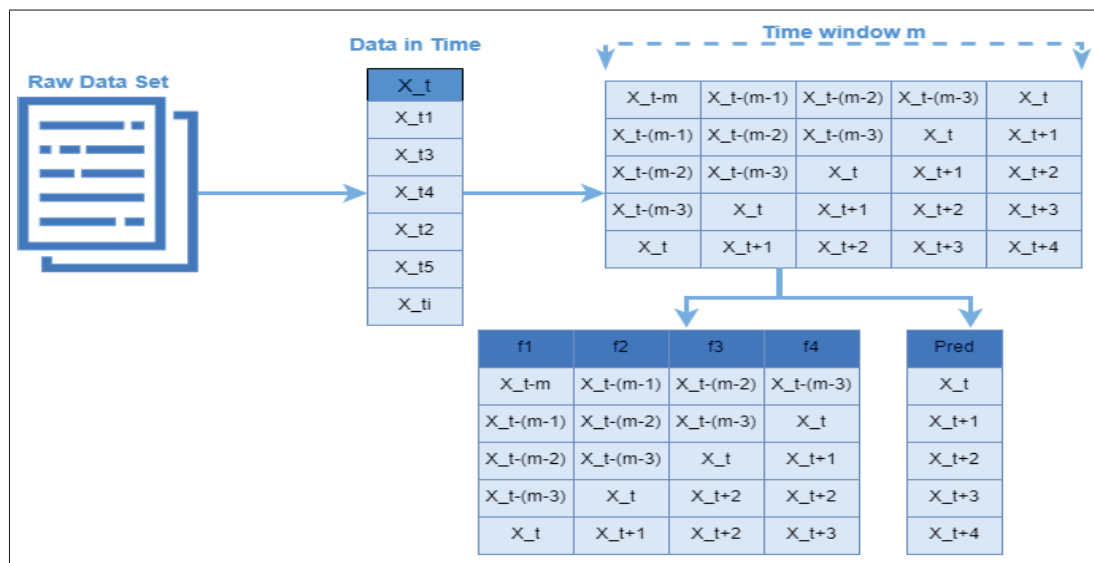 Raw Data Set
Data in Time
X_t
X_t1
X_t3
X_t4
X_t2
X_t5
X_ti
Time window m
X_t-m X_t-(m-1) X_t-(m-2) X_t-(m-3) X_t
X_t-(m-1) X_t-(m-2) X_t-(m-3) X_t X_t+1
X_t-(m-2) X_t-(m-3) X_t X_t+1 X_t+2
X_t-(m-3) X_t X_t+1 X_t+2 X_t+3
X_t X_t+1 X_t+2 X_t+3 X_t+4
f1 f2 f3 f4
X_t-m X_t-(m-1) X_t-(m-2) X_t-(m-3)
X_t-(m-1) X_t-(m-2) X_t-(m-3) X_t
X_t-(m-2) X_t-(m-3) X_t X_t+1
X_t-(m-3) X_t X_t+2 X_t+2
X_t X_t+1 X_t+2 X_t+3
Pred
X_t
X_t+1
X_t+2
X_t+3
X_t+4